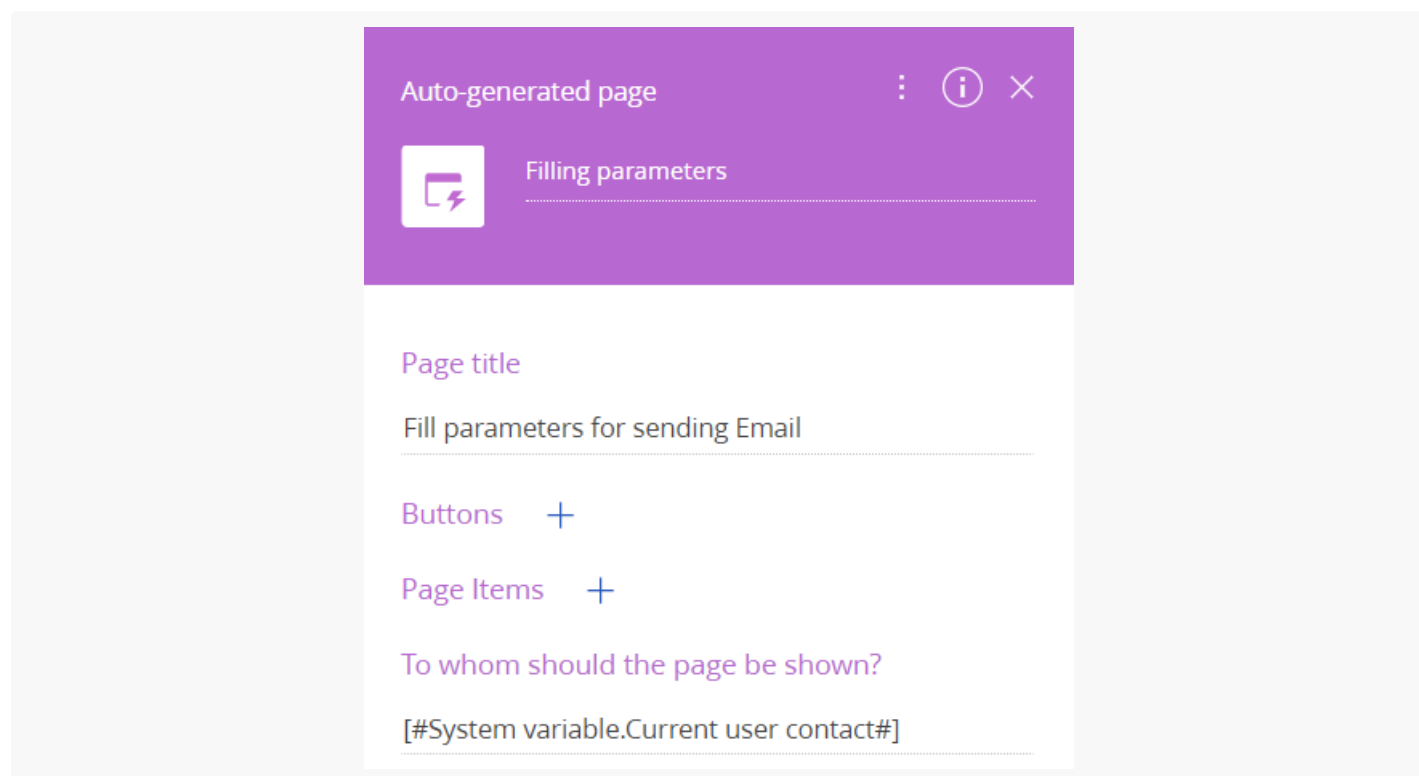 Auto-generated page
Filling parameters
Page title
Fill parameters for sending Email
Buttons
Page Items
To whom should the page be shown?
[#System variable.Current user contact#]